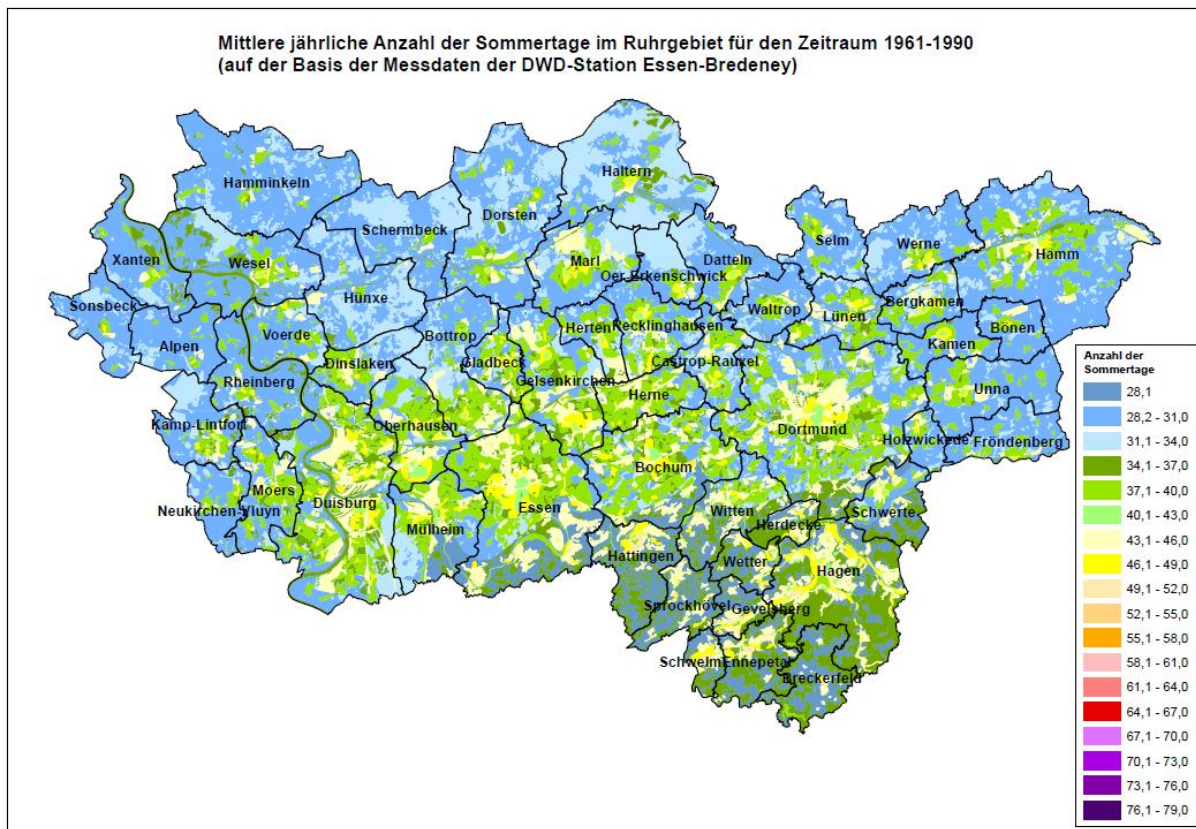 Mittlere jährliche Anzahl der Sommertage im Ruhrgebiet für den Zeitraum 1961-1990
(auf der Basis der Messdaten der DWD-Station Essen-Bredeney)
Haltern
Hamminkeln
Dorsten
Schermbeck
Selm
Werne
Hamm
Xanten
Wesel
Marl
Datteln
Oer-Erkenschwick
Sonsbeck
Hünxe
Bergkamen
Waltrop
Lünen
Bönen
Voerde
Bottrop
Herten
Recklinghausen
Alpen
Kamen
Dinslaken
Gladbeck
Castrop-Rauxel
Rheinberg
Gelsenkirchen
Unna
Herne
Kamp-Lintfort
Oberhausen
Dortmund
Holzwickede
Fröndenberg
Bochum
Moers
Duisburg
Essen
Neukirchen-Vluyn
Witten
Schwerte
Mülheim
Herdecke
Hattingen
Wetter
Hagen
Sprockhövel
Gevelsberg
Schwelm
Ennepetal
Breckerfeld
Anzahl der
Sommertage
28,1
28,2 - 31,0
31,1 - 34,0
34,1 - 37,0
37,1 - 40,0
40,1 - 43,0
43,1 - 46,0
46,1 - 49,0
49,1 - 52,0
52,1 - 55,0
55,1 - 58,0
58,1 - 61,0
61,1 - 64,0
64,1 - 67,0
67,1 - 70,0
70,1 - 73,0
73,1 - 76,0
76,1 - 79,0